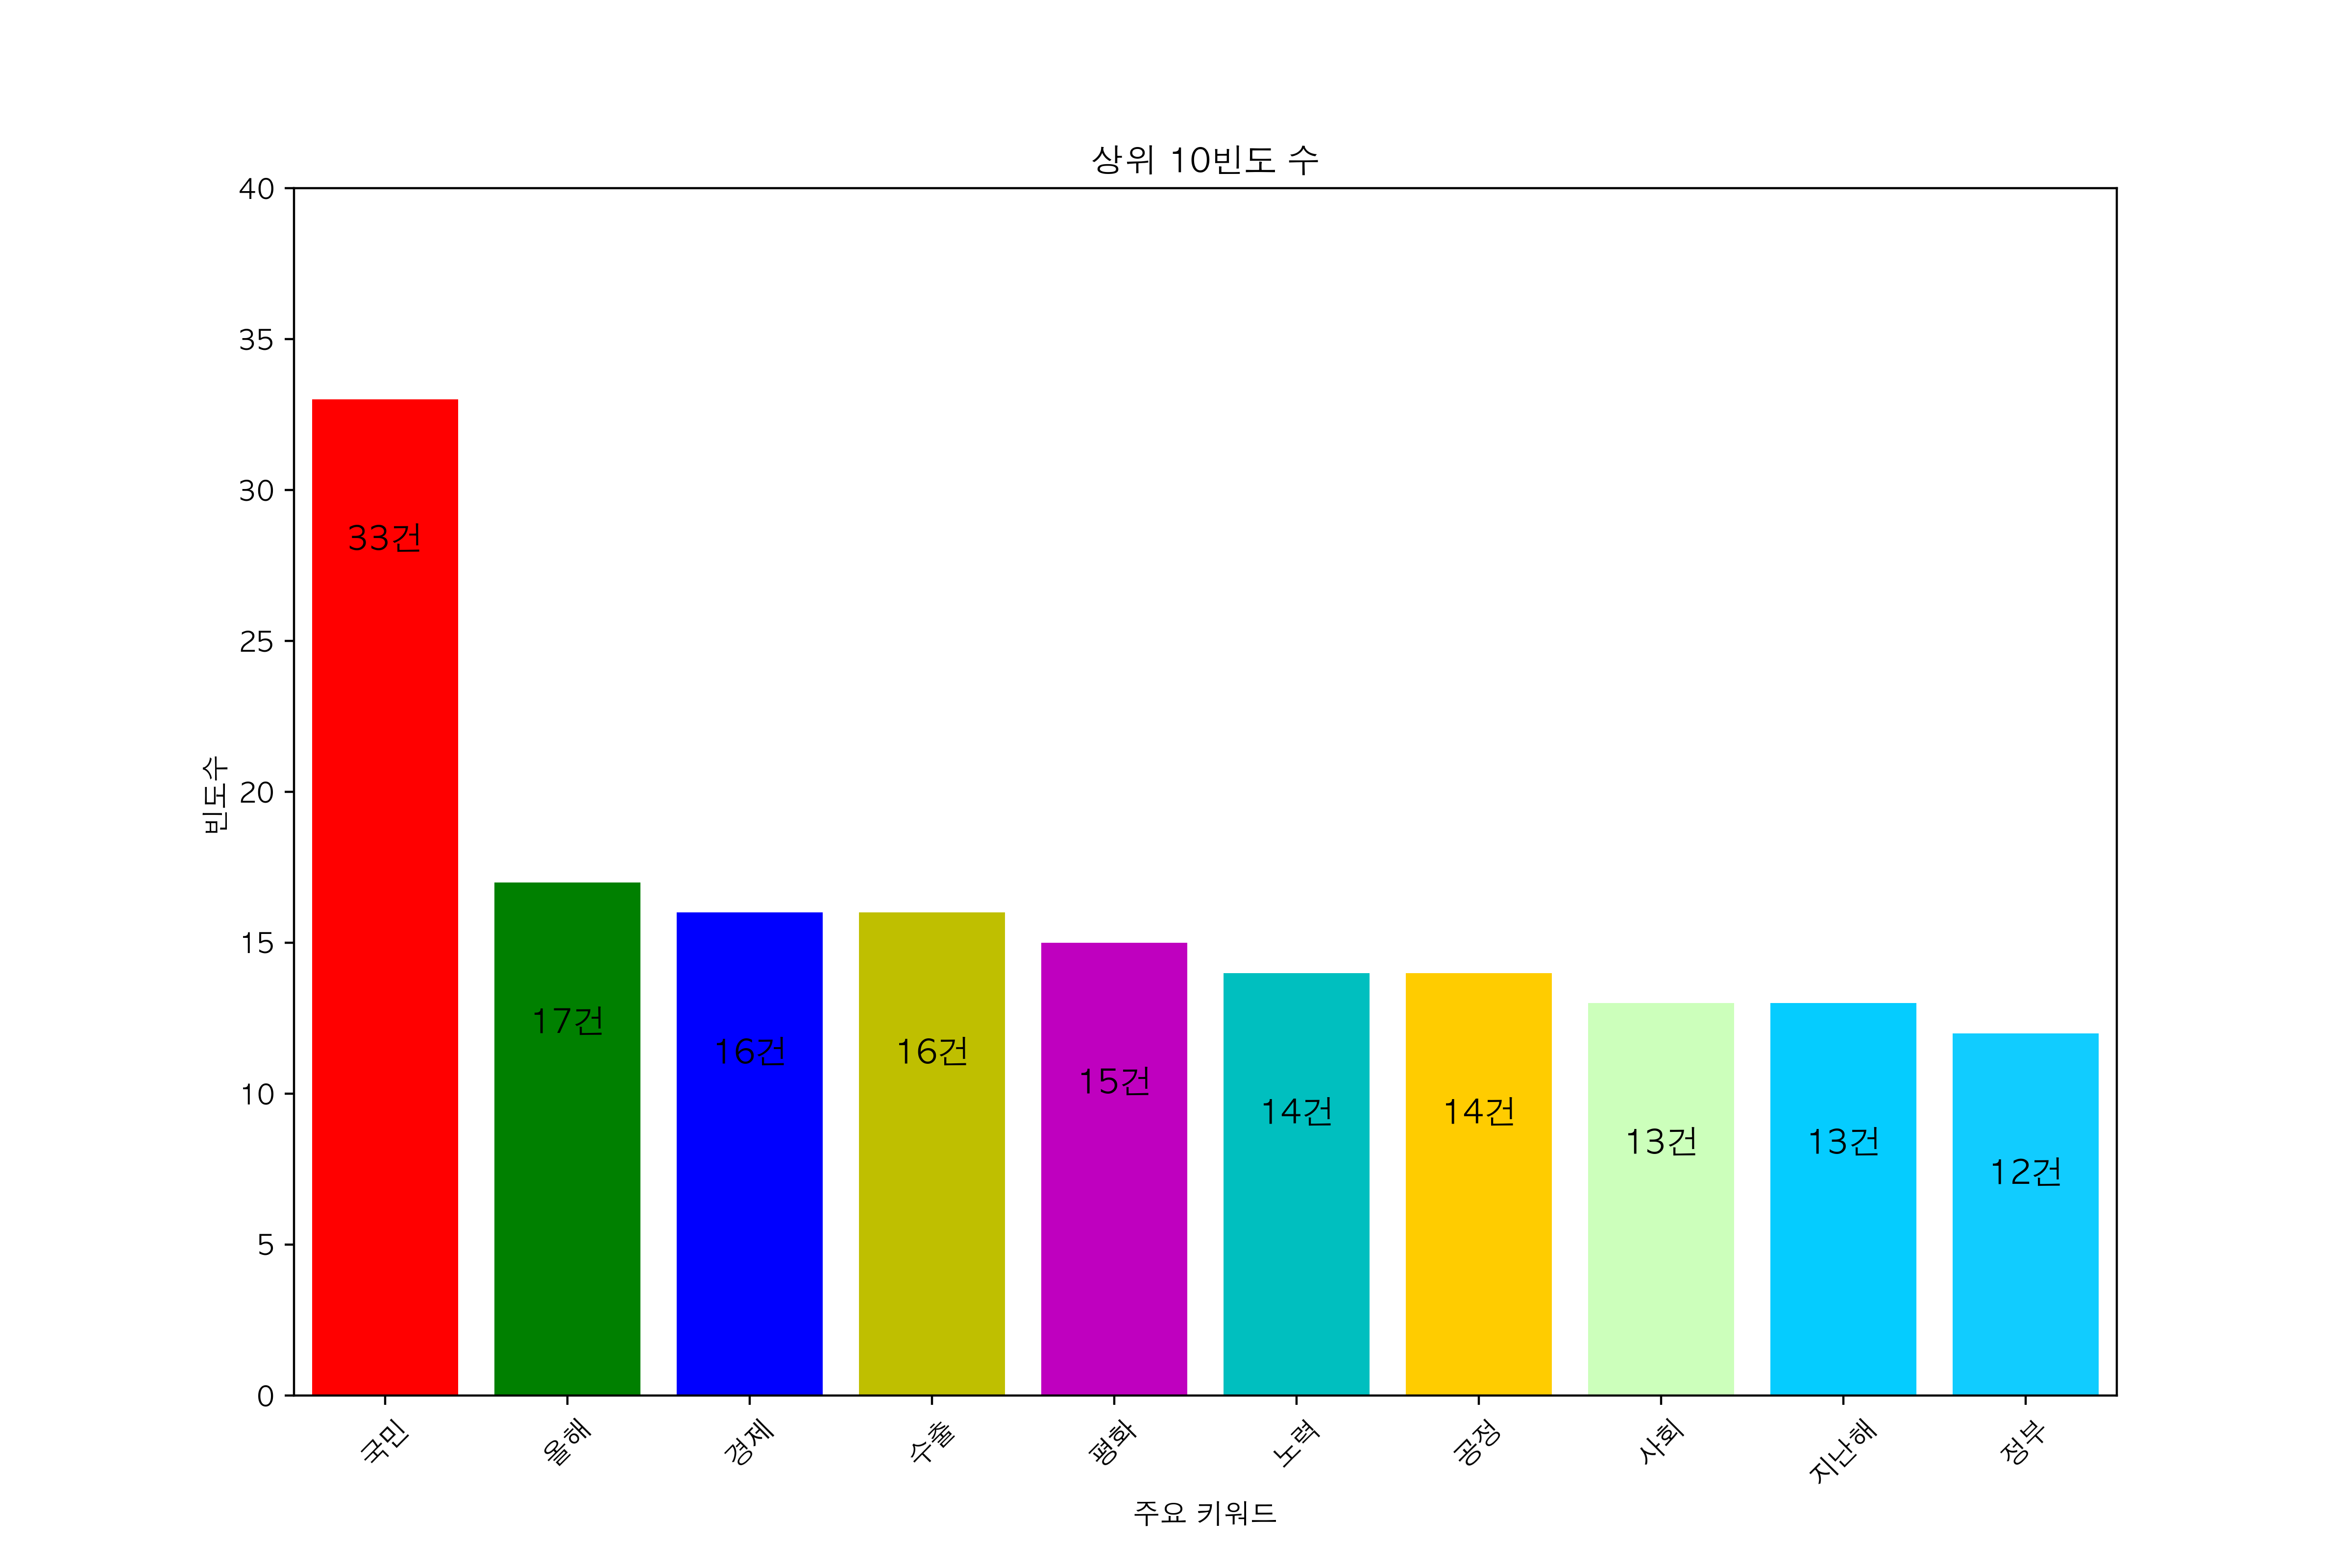 상위 10빈도 수
40
35
30
25
20
15
10
5
0
빈도수
33건
17건
16건
16건
15건
14건
14건
13건
13건
12건
국민 올해 경제 수출 평화 노력 공정 사회 지난해 정부
주요 키워드